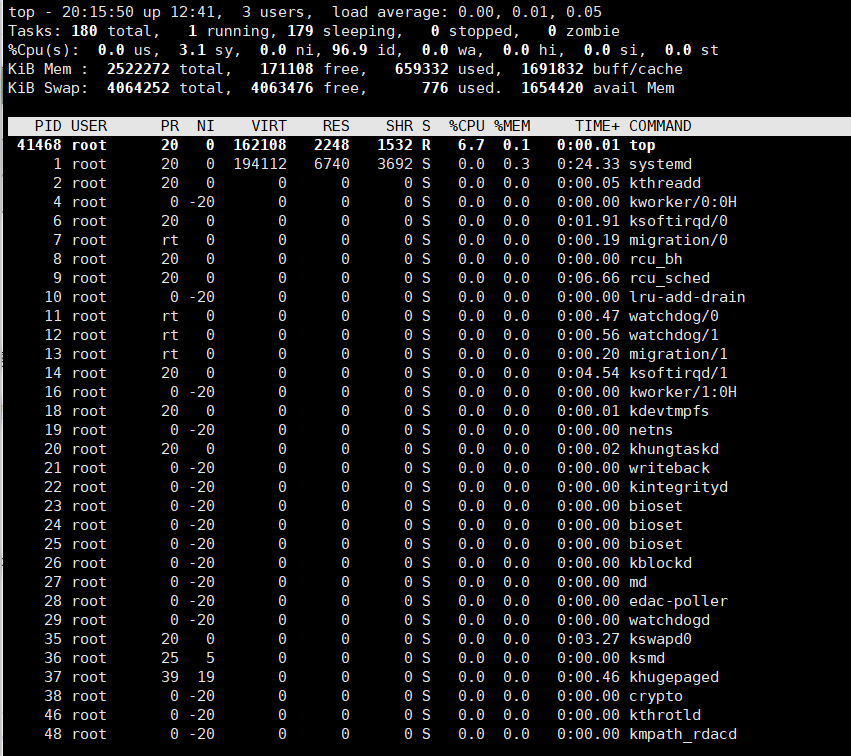 top - 20:15:50 up 12:41,  3 users,  load average: 0.00, 0.01, 0.05
Tasks: 180 total,   1 running, 179 sleeping,   0 stopped,   0 zombie
%Cpu(s):  0.0 us,  3.1 sy,  0.0 ni, 96.9 id,  0.0 wa,  0.0 hi,  0.0 si,  0.0 st
KiB Mem :  2522272 total,   171108 free,   659332 used,  1691832 buff/cache
KiB Swap:  4064252 total,  4063476 free,      776 used.  1654420 avail Mem
PID USER      PR  NI    VIRT    RES    SHR S  %CPU %MEM     TIME+ COMMAND
41468 root      20   0  162108   2248   1532 R   6.7  0.1   0:00.01 top
1 root      20   0  194112   6740   3692 S   0.0  0.3   0:24.33 systemd
2 root      20   0       0      0      0 S   0.0  0.0   0:00.05 kthreadd
4 root       0 -20       0      0      0 S   0.0  0.0   0:00.00 kworker/0:0H
6 root      20   0       0      0      0 S   0.0  0.0   0:01.91 ksoftirqd/0
7 root      rt   0       0      0      0 S   0.0  0.0   0:00.19 migration/0
8 root      20   0       0      0      0 S   0.0  0.0   0:00.00 rcu_bh
9 root      20   0       0      0      0 S   0.0  0.0   0:06.66 rcu_sched
10 root       0 -20       0      0      0 S   0.0  0.0   0:00.00 lru-add-drain
11 root      rt   0       0      0      0 S   0.0  0.0   0:00.47 watchdog/0
12 root      rt   0       0      0      0 S   0.0  0.0   0:00.56 watchdog/1
13 root      rt   0       0      0      0 S   0.0  0.0   0:00.20 migration/1
14 root      20   0       0      0      0 S   0.0  0.0   0:04.54 ksoftirqd/1
16 root       0 -20       0      0      0 S   0.0  0.0   0:00.00 kworker/1:0H
18 root      20   0       0      0      0 S   0.0  0.0   0:00.01 kdevtmpfs
19 root       0 -20       0      0      0 S   0.0  0.0   0:00.00 netns
20 root      20   0       0      0      0 S   0.0  0.0   0:00.02 khungtaskd
21 root       0 -20       0      0      0 S   0.0  0.0   0:00.00 writeback
22 root       0 -20       0      0      0 S   0.0  0.0   0:00.00 kintegrityd
23 root       0 -20       0      0      0 S   0.0  0.0   0:00.00 bioset
24 root       0 -20       0      0      0 S   0.0  0.0   0:00.00 bioset
25 root       0 -20       0      0      0 S   0.0  0.0   0:00.00 bioset
26 root       0 -20       0      0      0 S   0.0  0.0   0:00.00 kblockd
27 root       0 -20       0      0      0 S   0.0  0.0   0:00.00 md
28 root       0 -20       0      0      0 S   0.0  0.0   0:00.00 edac-poller
29 root       0 -20       0      0      0 S   0.0  0.0   0:00.00 watchdogd
35 root      20   0       0      0      0 S   0.0  0.0   0:03.27 kswapd0
36 root      25   5       0      0      0 S   0.0  0.0   0:00.00 ksmd
37 root      39  19       0      0      0 S   0.0  0.0   0:00.46 khugepaged
38 root       0 -20       0      0      0 S   0.0  0.0   0:00.00 crypto
46 root       0 -20       0      0      0 S   0.0  0.0   0:00.00 kthrotld
48 root       0 -20       0      0      0 S   0.0  0.0   0:00.00 kmpath_rdacd